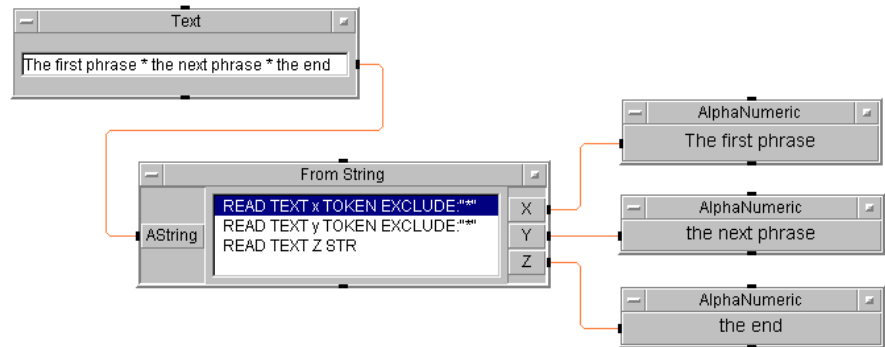 Text
The first phrase * the next phrase * the end
From String
AString
READ TEXT x TOKEN EXCLUDE:"*"
READ TEXT y TOKEN EXCLUDE:"*"
READ TEXT Z STR
X
Y
Z
AlphaNumeric
The first phrase
AlphaNumeric
the next phrase
AlphaNumeric
the end